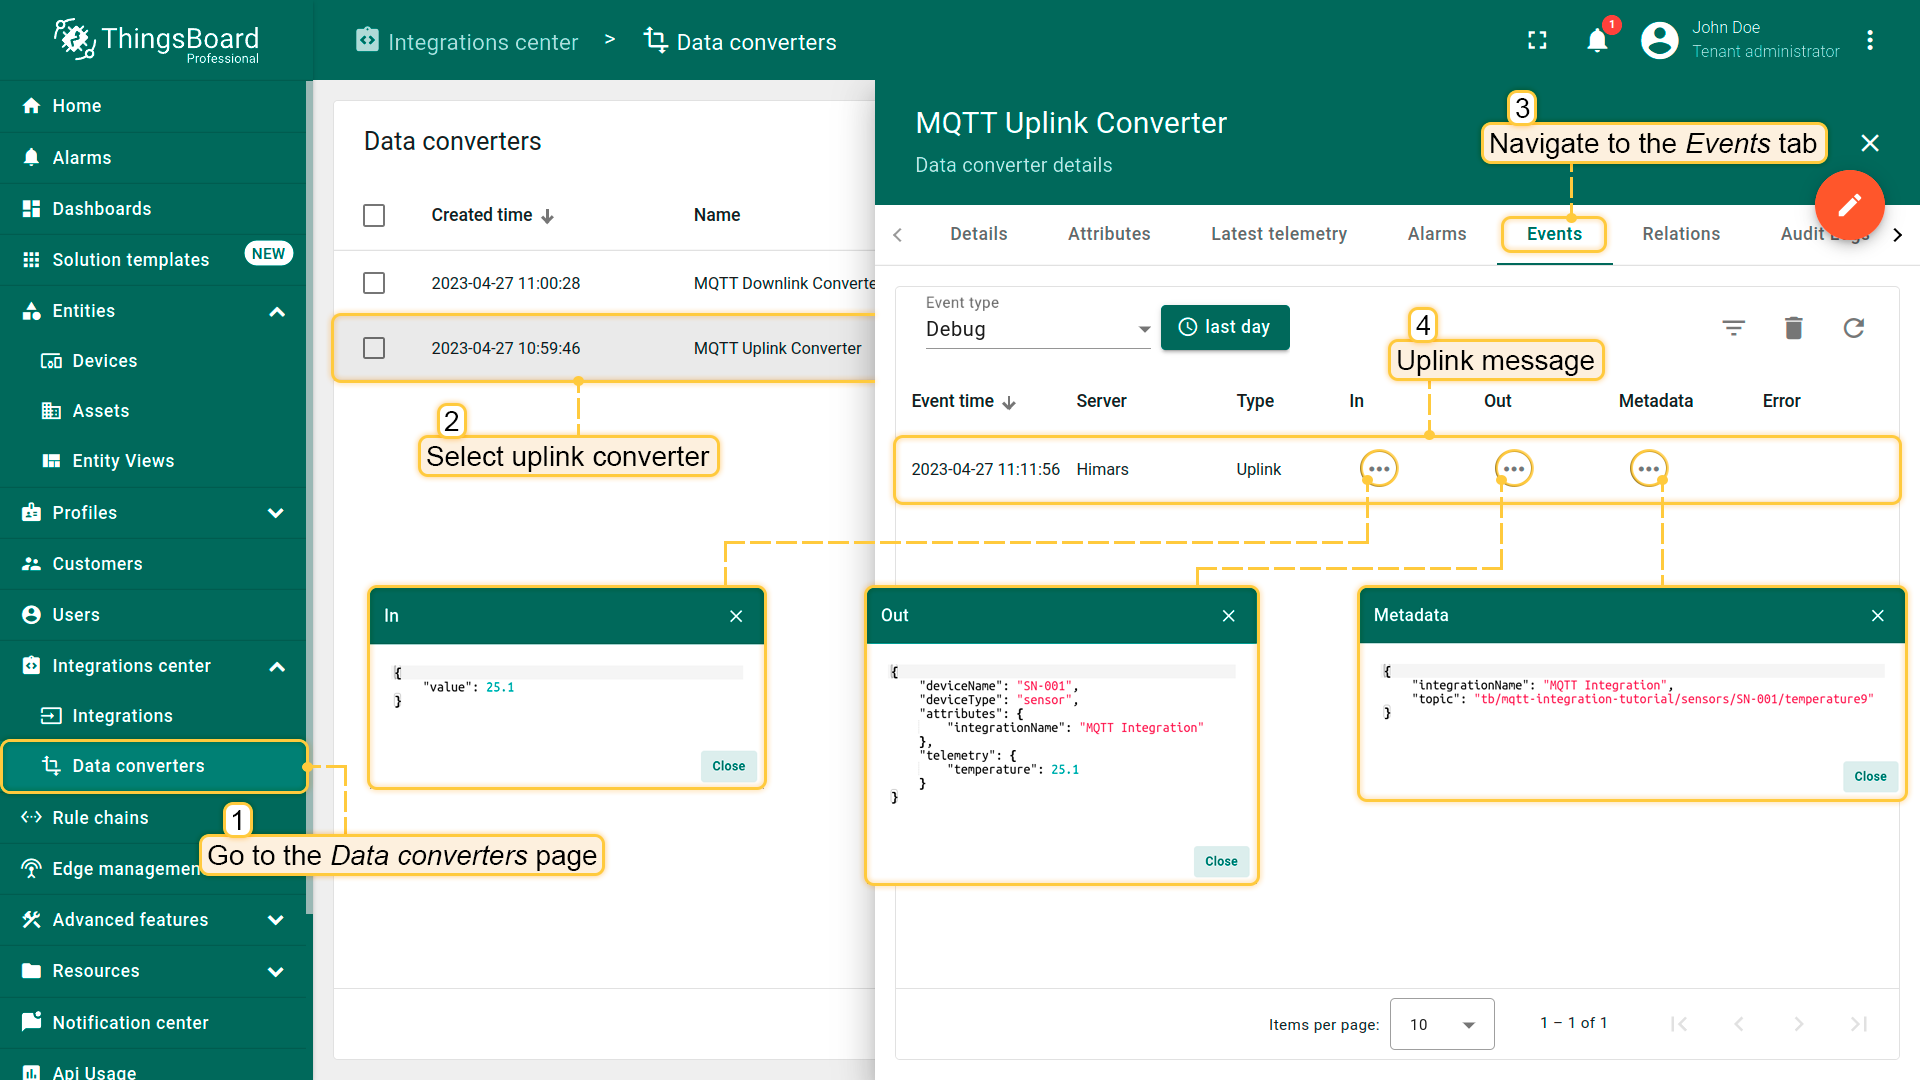 ThingsBoard
Professional
Integrations center > Data converters
1
John Doe
Tenant administrator
Home
Alarms
Dashboards
Solution templates NEW
Entities
Devices
Assets
Entity Views
Profiles
Customers
Users
Integrations center
Integrations
Data converters
Rule chains
Edge managemen
Advanced features
Resources
Notification center
Api Usage
1
Go to the Data converters page
Data converters
Created time Name
2023-04-27 11:00:28 MQTT Downlink Converte
2023-04-27 10:59:46 MQTT Uplink Converter
2
Select uplink converter
MQTT Uplink Converter
Data converter details
3
Navigate to the Events tab
Details Attributes Latest telemetry Alarms Events Relations Audit Logs
Event type
Debug
last day
4
Uplink message
Event time Server Type In Out Metadata Error
2023-04-27 11:11:56 Himars Uplink
In
{
"value": 25.1
}
Close
Out
{
"deviceName": "SN-001",
"deviceType": "sensor",
"attributes": {
"integrationName": "MQTT Integration"
},
"telemetry": {
"temperature": 25.1
}
}
Close
Metadata
{
"integrationName": "MQTT Integration",
"topic": "tb/mqtt-integration-tutorial/sensors/SN-001/temperature9"
}
Close
Items per page: 10 1 – 1 of 1